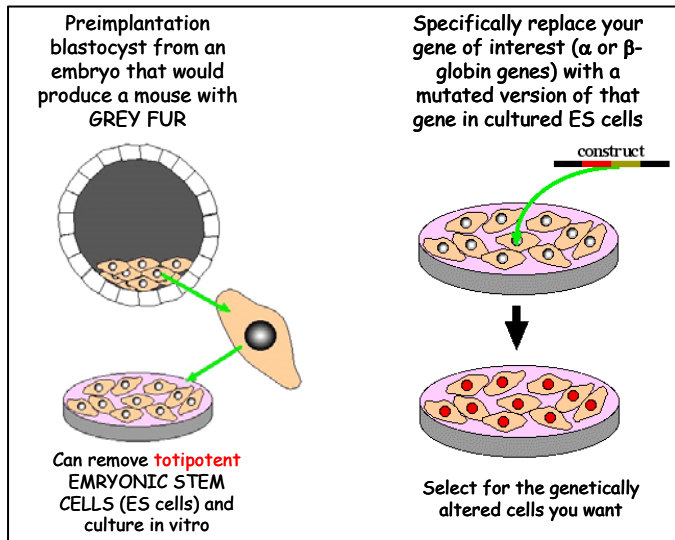 Preimplantation
blastocyst from an
embryo that would
produce a mouse with
GREY FUR
Can remove totipotent
EMRYONIC STEM
CELLS (ES cells) and
culture in vitro
Specifically replace your
gene of interest (α or β-
globin genes) with a
mutated version of that
gene in cultured ES cells
construct
Select for the genetically
altered cells you want